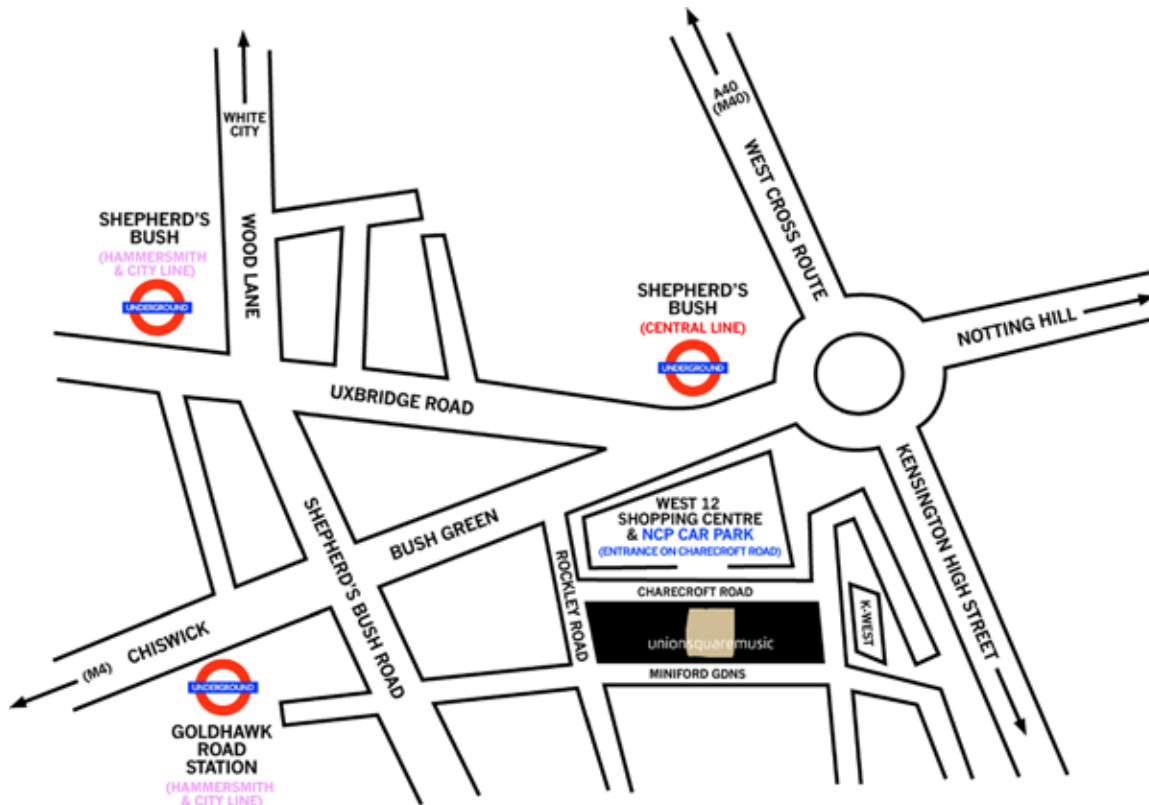 A40
(M40)
WHITE
CITY
WEST CROSS ROUTE
SHEPHERD'S
BUSH
(HAMMERSMITH
& CITY LINE)
UNDERGROUND
WOOD LANE
SHEPHERD'S
BUSH
(CENTRAL LINE)
UNDERGROUND
NOTTING HILL
UXBRIDGE ROAD
KENSINGTON HIGH STREET
WEST 12
SHOPPING CENTRE
& NCP CAR PARK
(ENTRANCE ON CHARECROFT ROAD)
BUSH GREEN
SHEPHERD'S BUSH ROAD
ROCKLEY ROAD
CHARECROFT ROAD
K-WEST
unionsquaremusic
MINIFORD GDNS
(M4) CHISWICK
UNDERGROUND
GOLDHAWK
ROAD
STATION
(HAMMERSMITH
& CITY LINE)